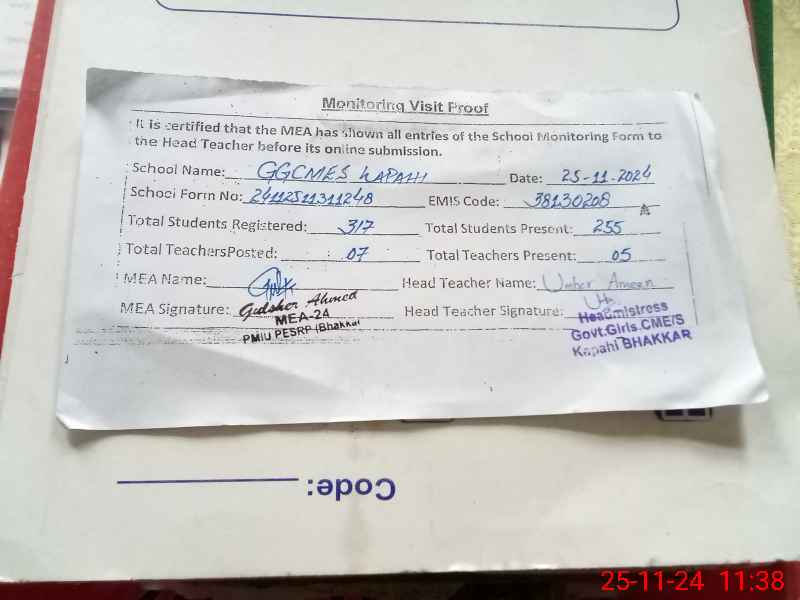 Monitoring Visit Proof
It is certified that the MEA has shown all entries of the School Monitoring Form to
the Head Teacher before its online submission.
School Name: GGCMES KAPAHI Date: 25-11-2024
School Form No: 24112511311248 EMIS Code: 38130208
Total Students Registered: 317 Total Students Present: 255
Total TeachersPosted: 07 Total Teachers Present: 05
MEA Name: Head Teacher Name: Umber Ameen
MEA Signature: Gulsher Ahmed Head Teacher Signature:
MEA-24
PMIU PESRP (Bhakkar
Headmistress
Govt.Girls.CME/S
Kapahi BHAKKAR
Code:
25-11-24 11:38